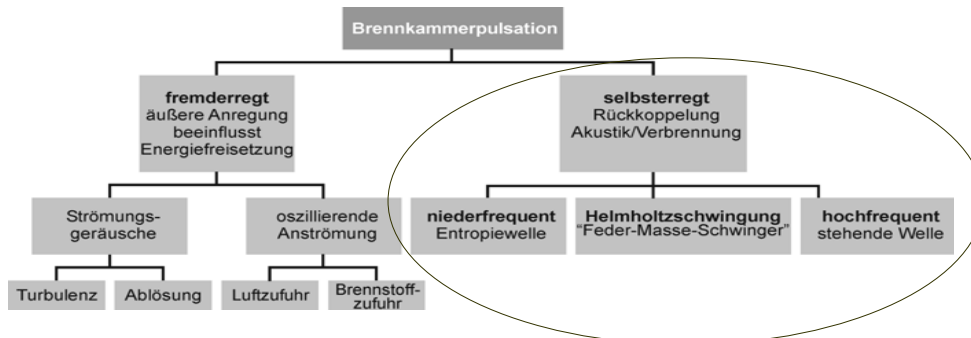 Brennkammerpulsation
fremderregt
äußere Anregung
beeinflusst
Energiefreisetzung
selbsterregt
Rückkoppelung
Akustik/Verbrennung
Strömungs-
geräusche
oszillierende
Anströmung
niederfrequent
Entropiewelle
Helmholtzschwingung
"Feder-Masse-Schwinger"
hochfrequent
stehende Welle
Turbulenz
Ablösung
Luftzufuhr
Brennstoff-
zufuhr